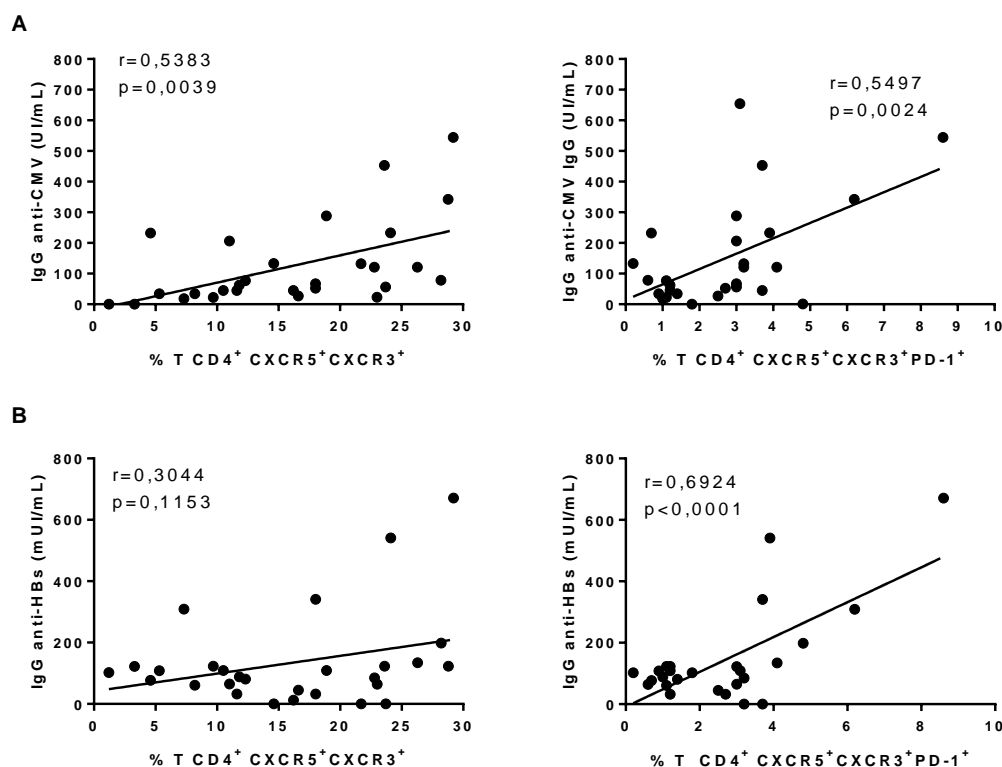 A
r=0,5383
p=0,0039
IgG anti-CMV (UI/mL)
800
700
600
500
400
300
200
100
0
0 5 10 15 20 25 30
% T CD4+ CXCR5+CXCR3+
r=0,5497
p=0,0024
IgG anti-CMV IgG (UI/mL)
800
700
600
500
400
300
200
100
0
0 1 2 3 4 5 6 7 8 9 10
% T CD4+ CXCR5+CXCR3+PD-1+
B
r=0,3044
p=0,1153
IgG anti-HBs (mUI/mL)
800
600
400
200
0
0 5 10 15 20 25 30
% T CD4+ CXCR5+CXCR3+
r=0,6924
p<0,0001
IgG anti-HBs (mUI/mL)
800
600
400
200
0
0 2 4 6 8 10
% T CD4+ CXCR5+CXCR3+PD-1+